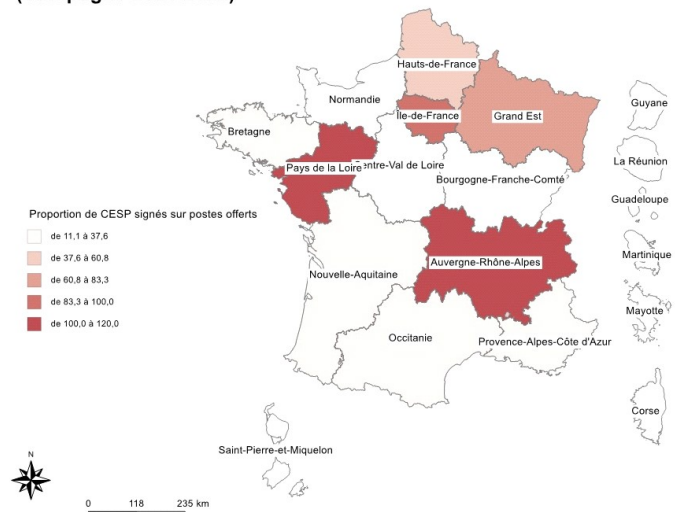 Hauts-de-France
Normandie
Île-de-France
Grand Est
Guyane
Bretagne
Pays de la Loire
entre-Val de Loire
La Réunion
Bourgogne-Franche-Comté
Guadeloupe
Proportion de CESP signés sur postes offerts
de 11,1 à 37,6
de 37,6 à 60,8
de 60,8 à 83,3
de 83,3 à 100,0
de 100,0 à 120,0
Martinique
Auvergne-Rhône-Alpes
Nouvelle-Aquitaine
Mayotte
Occitanie
Provence-Alpes-Côte d'Azur
Corse
Saint-Pierre-et-Miquelon
N
0 118 235 km